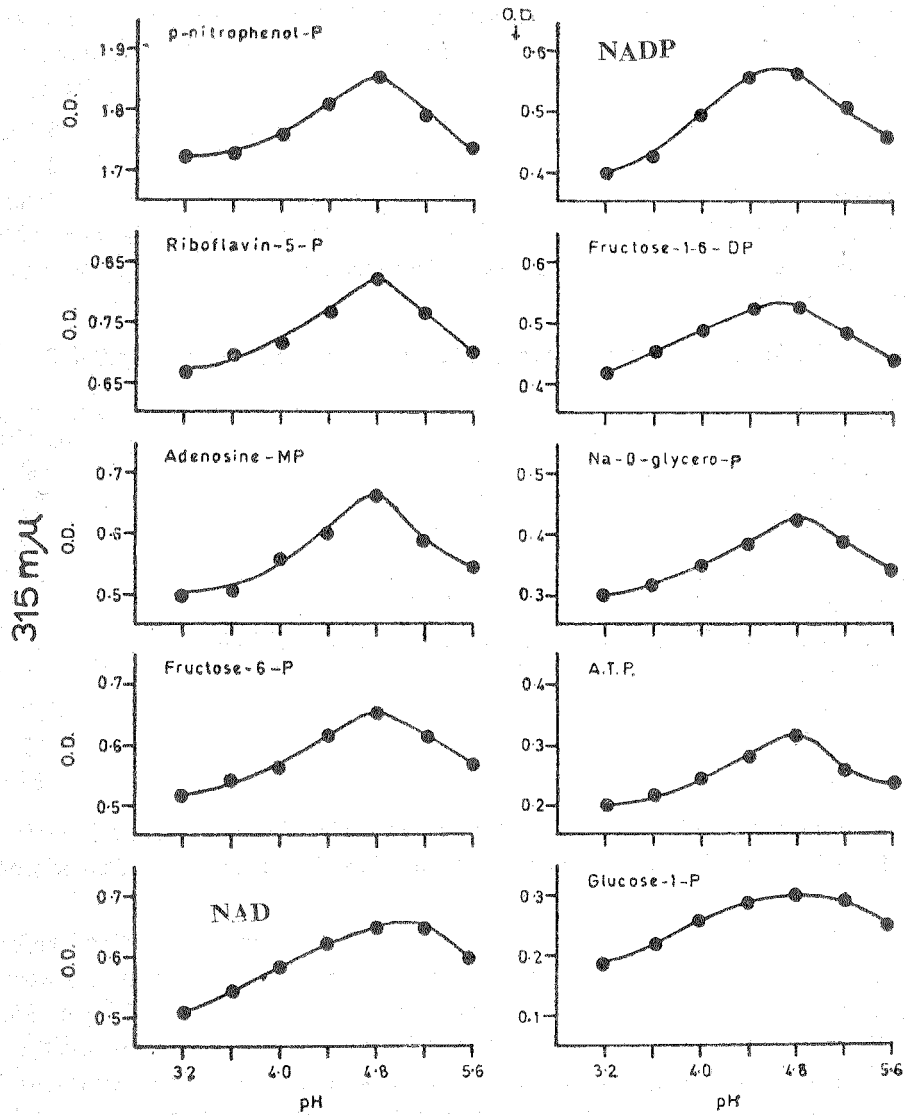 315 mμ
p-nitrophenol-P
O.D.
1·9
1·8
1·7
O.D.
NADP
0·6
0·5
0·4
Riboflavin-5-P
O.D.
0·85
0·75
0·65
Fructose-1-6-DP
0·6
0·5
0·4
Adenosine-MP
O.D.
0·7
0·6
0·5
Na-β-glycero-P
0·5
0·4
0·3
Fructose-6-P
O.D.
0·7
0·6
0·5
A.T.P.
0·4
0·3
0·2
NAD
O.D.
0·7
0·6
0·5
3·2 4·0 4·8 5·6
pH
Glucose-1-P
0·3
0·2
0·1
3·2 4·0 4·8 5·6
pH